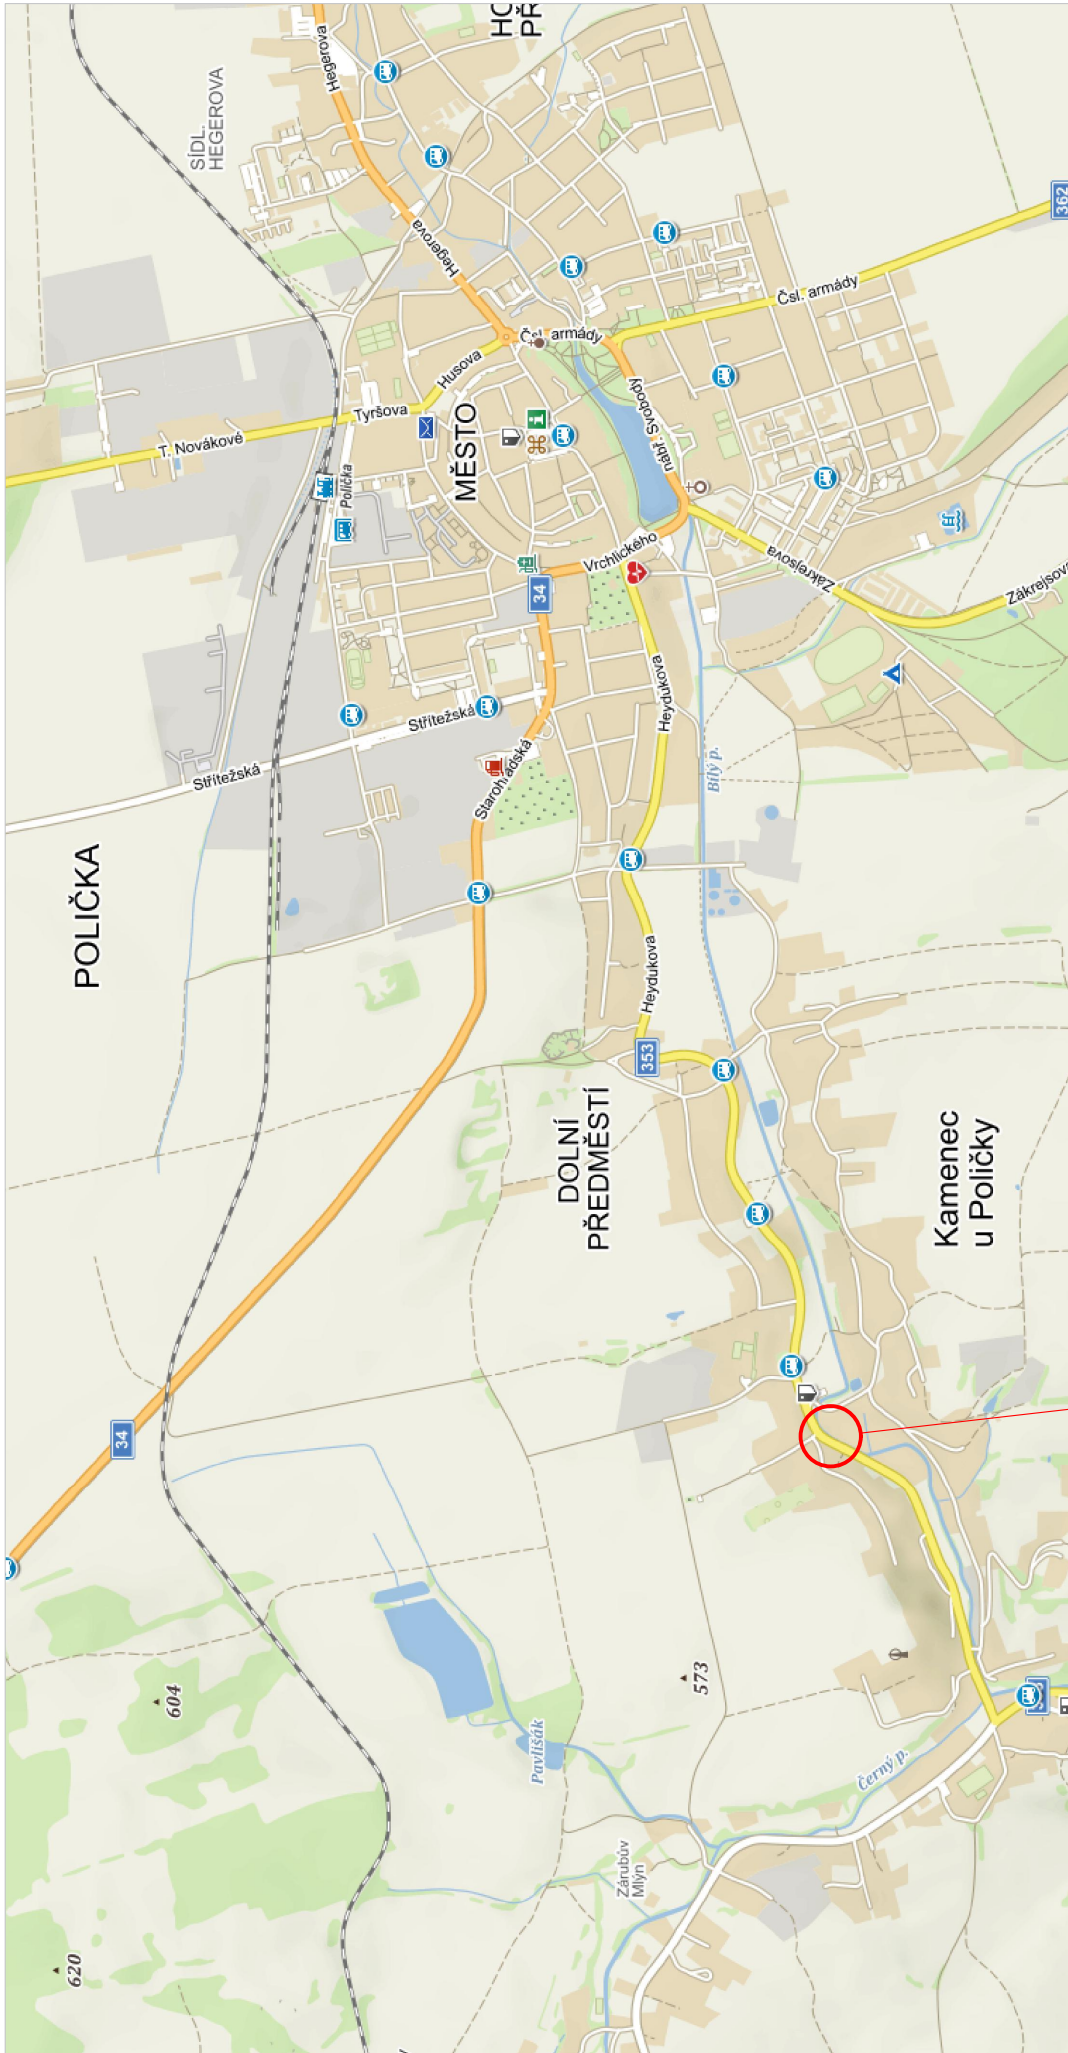 Hegerova
SÍDL.
HEGEROVA
HO
PŘ
362
Hegerova
Čsl. armády
Čsl. armády
Husova
Tyršova
T. Novákové
MĚSTO
nábř. Svobody
Polička
34
Vrchlického
Zákrejsova
Zákrejsova
Heydukova
Střítežská
Střítežská
Starohradská
Bílý p.
POLIČKA
Heydukova
353
DOLNÍ
PŘEDMĚSTÍ
Kamenec
u Poličky
34
604
573
Pavlišák
Černý p.
Zárubův
Mlýn
620